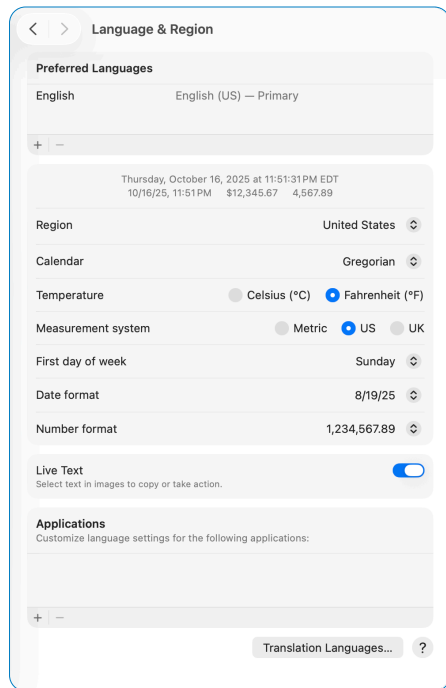 Language & Region
Preferred Languages
English English (US) — Primary
+ −
Thursday, October 16, 2025 at 11:51:31 PM EDT
10/16/25, 11:51 PM $12,345.67 4,567.89
Region United States
Calendar Gregorian
Temperature Celsius (°C) Fahrenheit (°F)
Measurement system Metric US UK
First day of week Sunday
Date format 8/19/25
Number format 1,234,567.89
Live Text
Select text in images to copy or take action.
Applications
Customize language settings for the following applications:
+ −
Translation Languages... ?